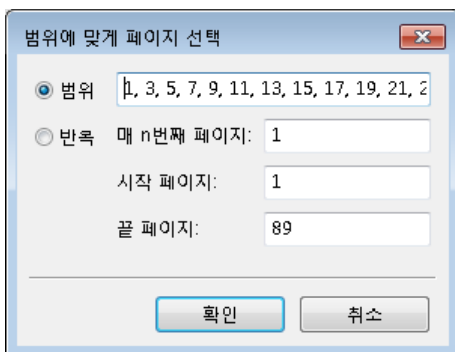 범위에 맞게 페이지 선택
범위 1, 3, 5, 7, 9, 11, 13, 15, 17, 19, 21, 2
반복 매 n번째 페이지: 1
시작 페이지: 1
끝 페이지: 89
확인 취소